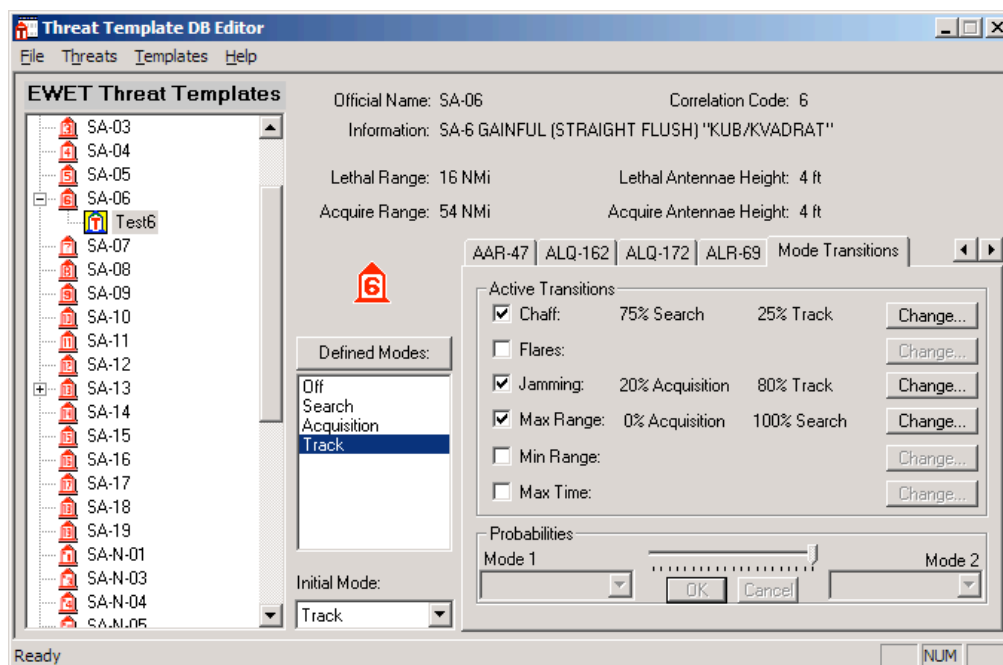 Threat Template DB Editor
File Threats Templates Help
EWET Threat Templates
SA-03
SA-04
SA-05
SA-06
Test6
SA-07
SA-08
SA-09
SA-10
SA-11
SA-12
SA-13
SA-14
SA-15
SA-16
SA-17
SA-18
SA-19
SA-N-01
SA-N-03
SA-N-04
SA-N-05
Official Name: SA-06 Correlation Code: 6
Information: SA-6 GAINFUL (STRAIGHT FLUSH) "KUB/KVADRAT"
Lethal Range: 16 NMi Lethal Antennae Height: 4 ft
Acquire Range: 54 NMi Acquire Antennae Height: 4 ft
6
Defined Modes:
Off
Search
Acquisition
Track
Initial Mode:
Track
AAR-47 ALQ-162 ALQ-172 ALR-69 Mode Transitions
Active Transitions
Chaff: 75% Search 25% Track Change...
Flares: Change...
Jamming: 20% Acquisition 80% Track Change...
Max Range: 0% Acquisition 100% Search Change...
Min Range: Change...
Max Time: Change...
Probabilities
Mode 1 Mode 2
OK Cancel
Ready NUM